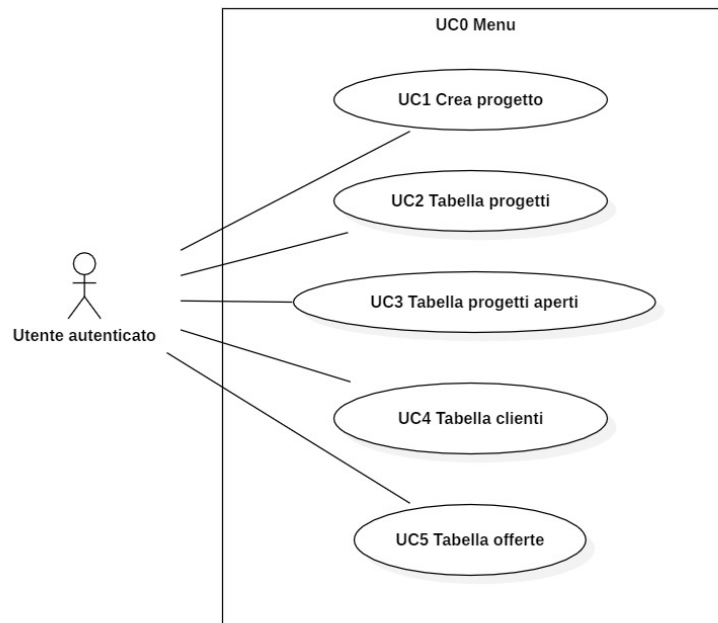 UC0 Menu
UC1 Crea progetto
UC2 Tabella progetti
UC3 Tabella progetti aperti
Utente autenticato
UC4 Tabella clienti
UC5 Tabella offerte